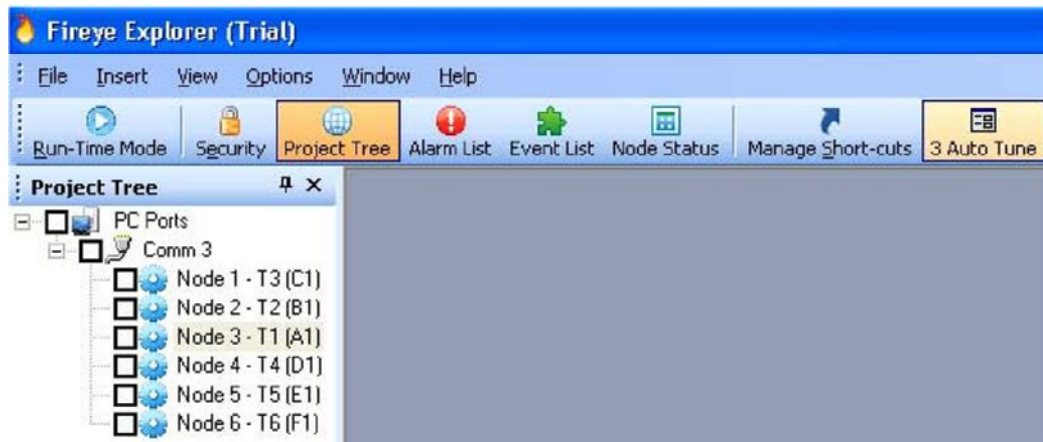 Fireye Explorer (Trial)
File Insert View Options Window Help
Run-Time Mode Security Project Tree Alarm List Event List Node Status Manage Short-cuts 3 Auto Tune
Project Tree
PC Ports
Comm 3
Node 1 - T3 (C1)
Node 2 - T2 (B1)
Node 3 - T1 (A1)
Node 4 - T4 (D1)
Node 5 - T5 (E1)
Node 6 - T6 (F1)